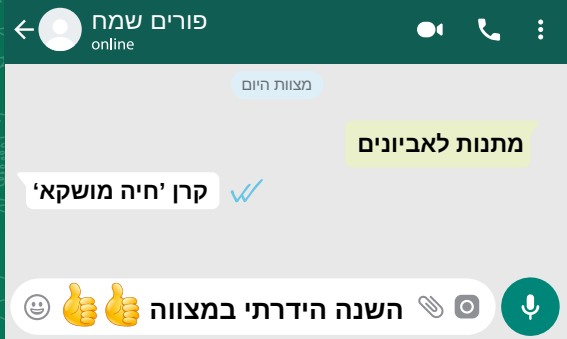 פורים שמח
online
מצוות היום
מתנות לאביונים
קרן ’חיה מושקא‘
השנה הידרתי במצווה 👍👍